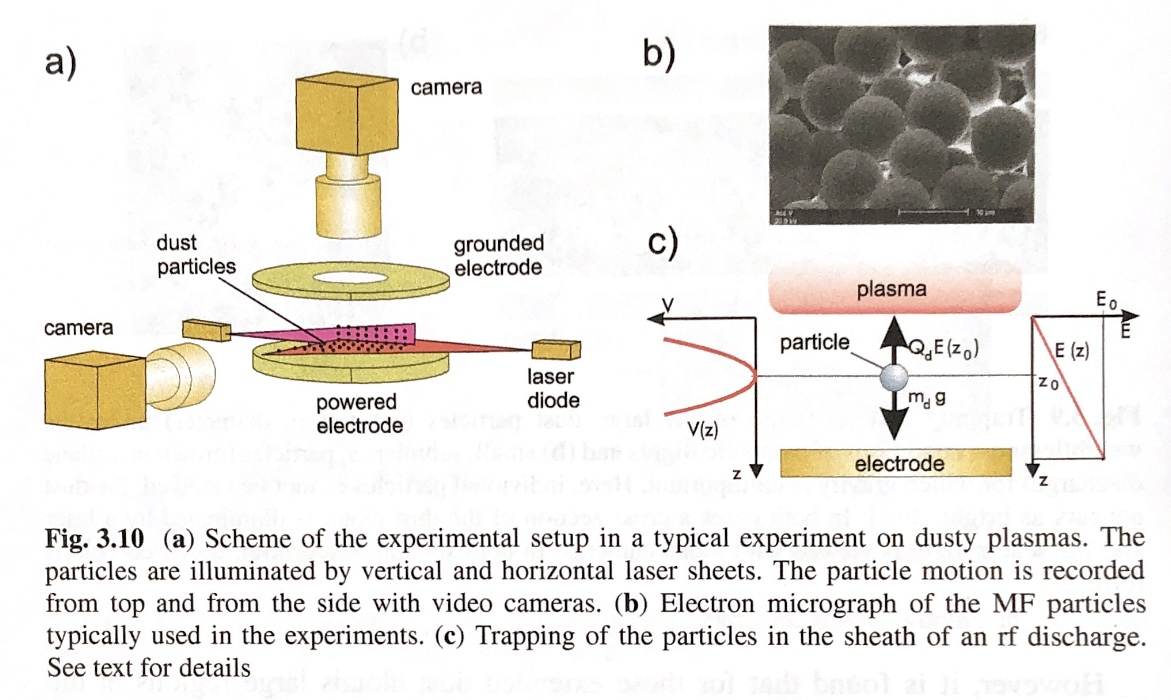 a)
camera
dust
particles
grounded
electrode
camera
powered
electrode
laser
diode
b)
10 µm
c)
plasma
V
E₀
E
particle
Q_dE(z₀)
E (z)
z₀
m_d g
V(z)
electrode
z
z
Fig. 3.10 (a) Scheme of the experimental setup in a typical experiment on dusty plasmas. The
particles are illuminated by vertical and horizontal laser sheets. The particle motion is recorded
from top and from the side with video cameras. (b) Electron micrograph of the MF particles
typically used in the experiments. (c) Trapping of the particles in the sheath of an rf discharge.
See text for details